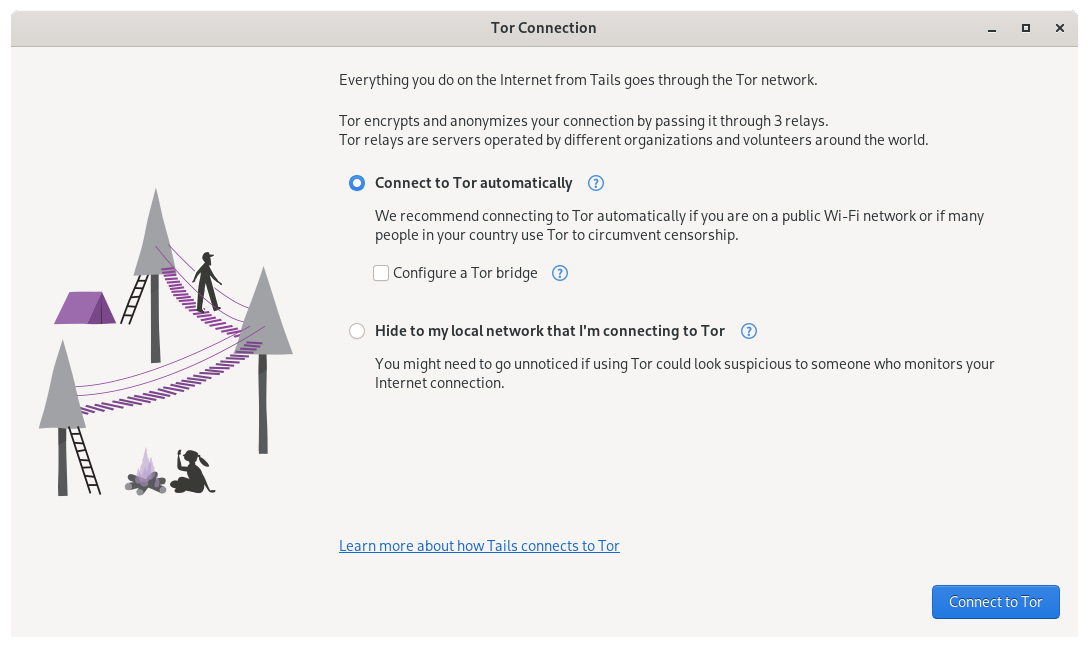 Tor Connection
Everything you do on the Internet from Tails goes through the Tor network.
Tor encrypts and anonymizes your connection by passing it through 3 relays.
Tor relays are servers operated by different organizations and volunteers around the world.
Connect to Tor automatically ?
We recommend connecting to Tor automatically if you are on a public Wi-Fi network or if many
people in your country use Tor to circumvent censorship.
Configure a Tor bridge ?
Hide to my local network that I'm connecting to Tor ?
You might need to go unnoticed if using Tor could look suspicious to someone who monitors your
Internet connection.
Learn more about how Tails connects to Tor
Connect to Tor